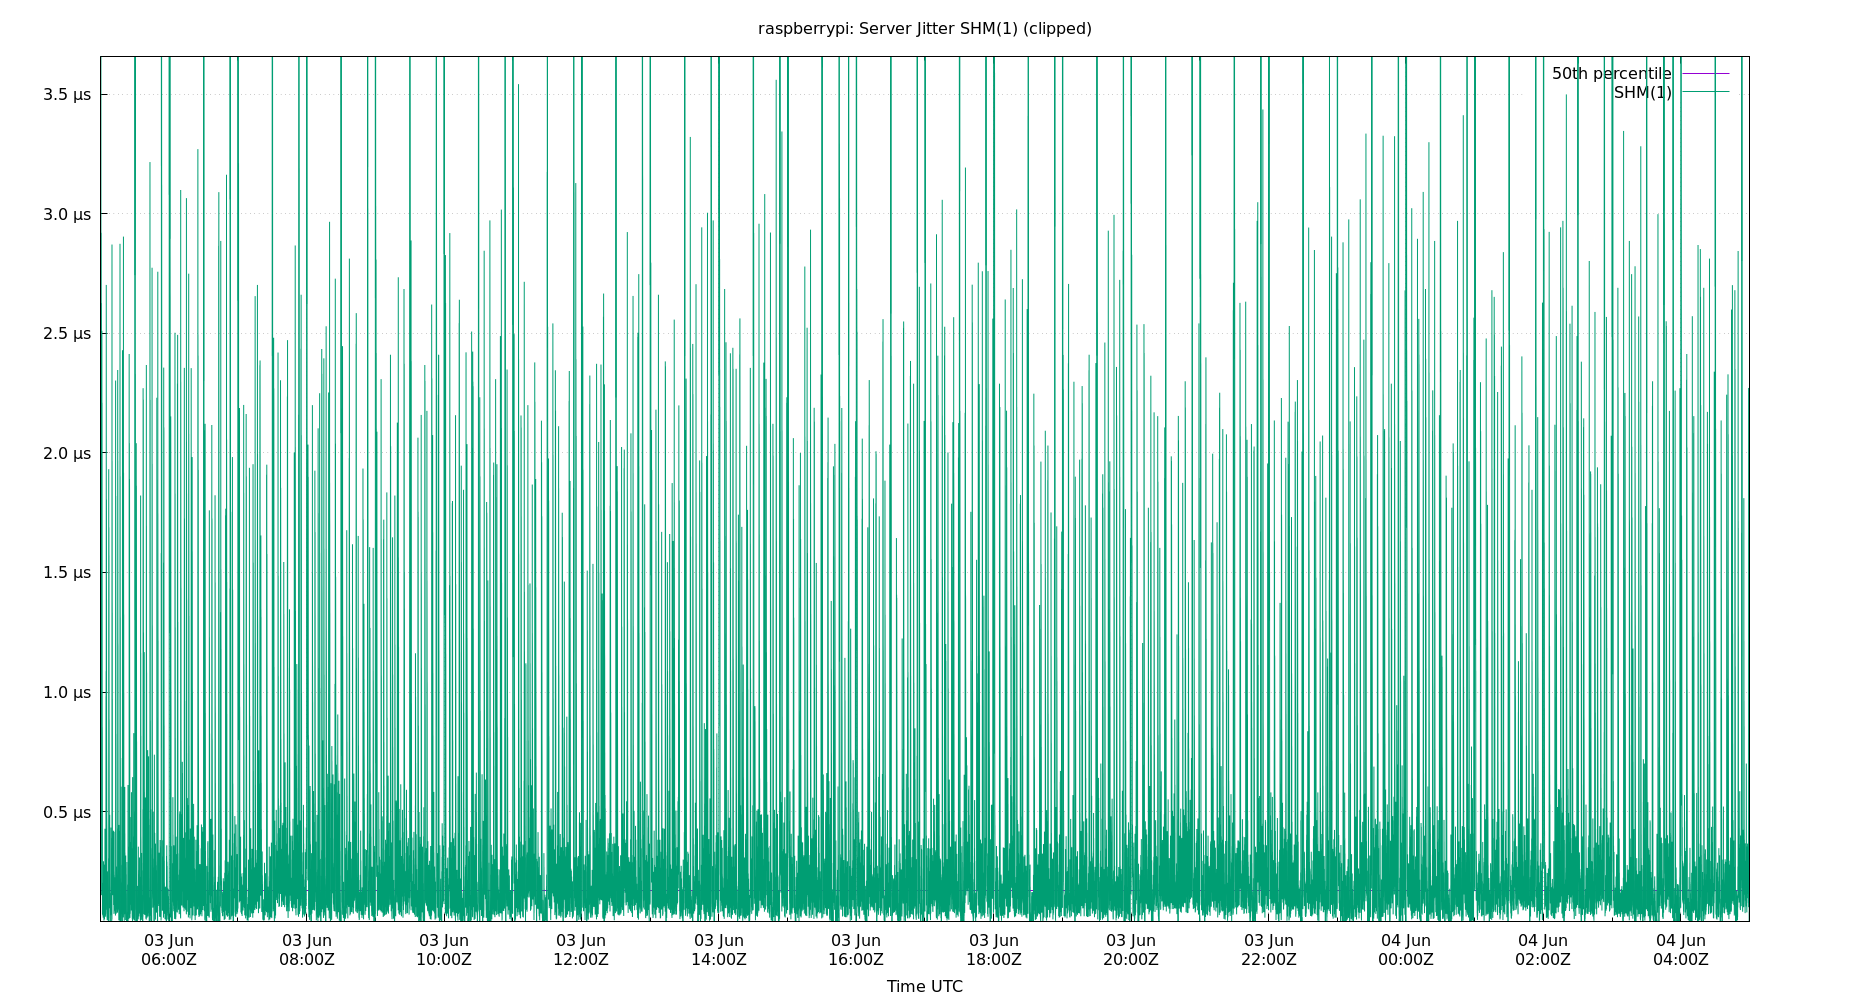 raspberrypi: Server Jitter SHM(1) (clipped)
50th percentile
SHM(1)
3.5 μs
3.0 μs
2.5 μs
2.0 μs
1.5 μs
1.0 μs
0.5 μs
03 Jun 03 Jun 03 Jun 03 Jun 03 Jun 03 Jun 03 Jun 03 Jun 03 Jun 04 Jun 04 Jun 04 Jun
06:00Z 08:00Z 10:00Z 12:00Z 14:00Z 16:00Z 18:00Z 20:00Z 22:00Z 00:00Z 02:00Z 04:00Z
Time UTC